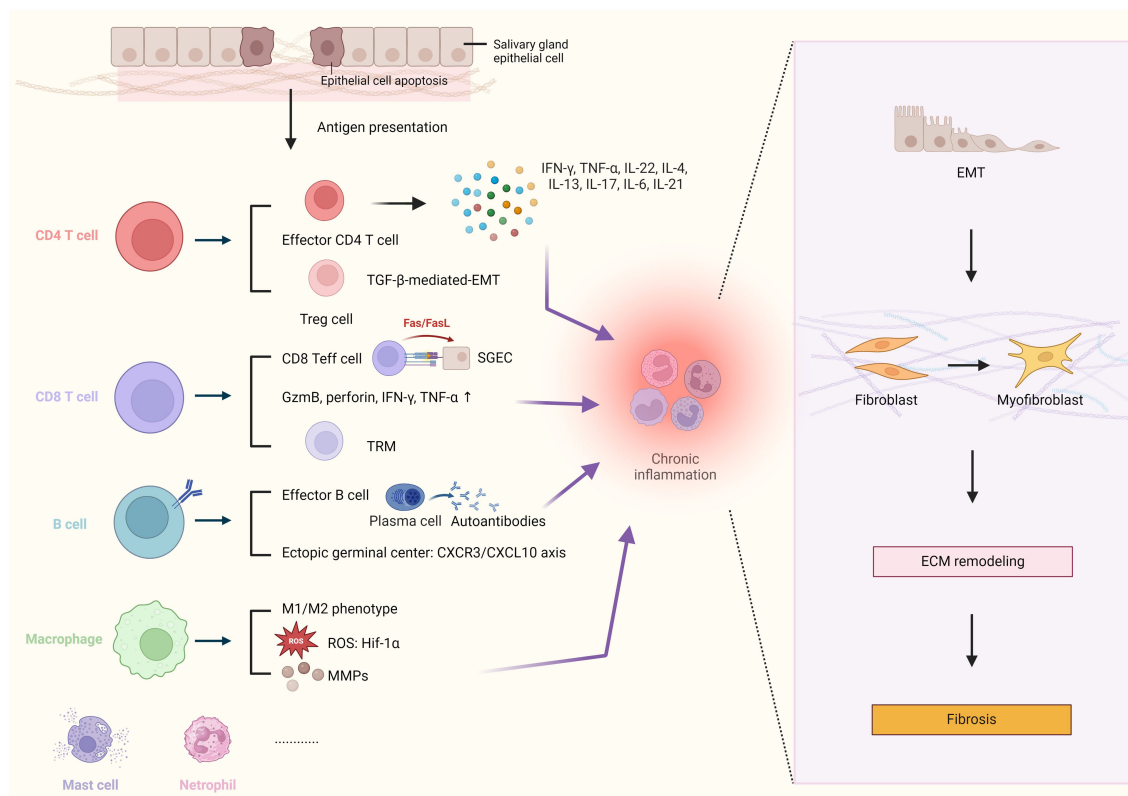 Salivary gland
epithelial cell
Epithelial cell apoptosis
Antigen presentation
IFN-γ, TNF-α, IL-22, IL-4,
IL-13, IL-17, IL-6, IL-21
CD4 T cell
Effector CD4 T cell
TGF-β-mediated-EMT
Treg cell
Fas/FasL
CD8 Teff cell
SGEC
CD8 T cell
GzmB, perforin, IFN-γ, TNF-α ↑
TRM
Chronic
inflammation
Effector B cell
Plasma cell
Autoantibodies
B cell
Ectopic germinal center: CXCR3/CXCL10 axis
M1/M2 phenotype
Macrophage
ROS
ROS: Hif-1α
MMPs
............
Mast cell
Netrophil
EMT
Fibroblast
Myofibroblast
ECM remodeling
Fibrosis